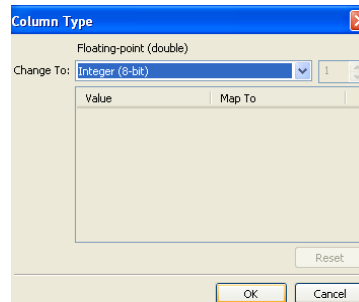 Column Type
Floating-point (double)
Change To: Integer (8-bit) 1
Value Map To
Reset
OK Cancel